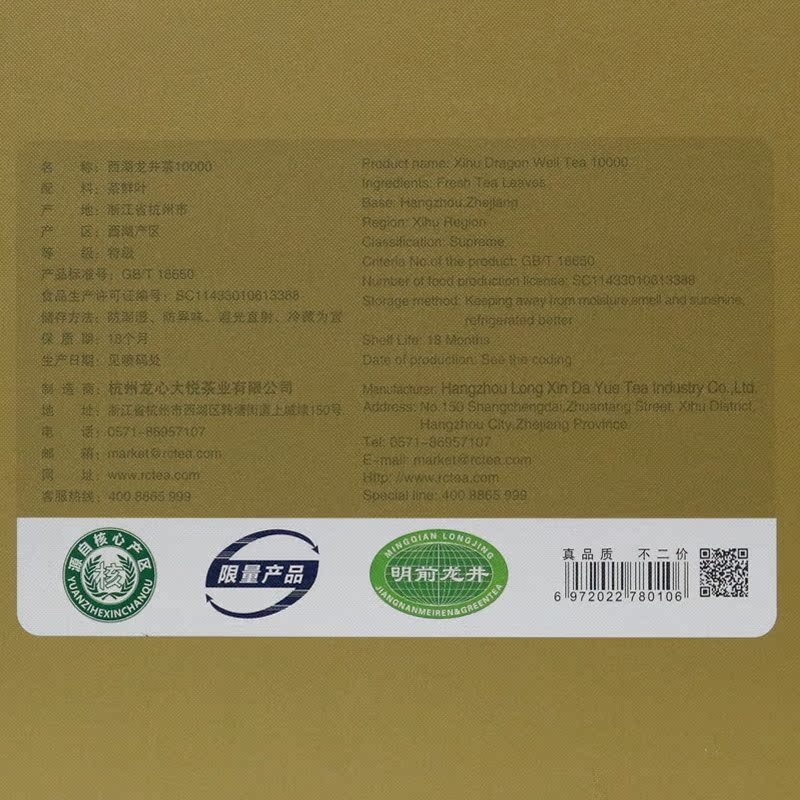 名 称：西湖龙井茶10000
配 料：茶鲜叶
产 地：浙江省杭州市
产 区：西湖产区
等 级：特级
产品标准号：GB/T 18650
食品生产许可证编号：SC11433010613388
储存方法：防潮湿、防异味、避光直射、冷藏为宜
保 质 期：18个月
生产日期：见喷码处
制 造 商：杭州龙心大悦茶业有限公司
地 址：浙江省杭州市西湖区转塘街道上城埭150号
电 话：0571-86957107
邮 箱：market@rctea.com
网 址：www.rctea.com
客服热线：400 8865 999
Product name: Xihu Dragon Well Tea 10000
Ingredients: Fresh Tea Leaves
Base: Hangzhou,Zhejiang
Region: Xihu Region
Classification: Supreme
Criteria No.of the product: GB/T 18650
Number of food production license: SC11433010613388
Storage method: Keeping away from moisture,smell and sunshine,
refrigerated better
Shelf Life: 18 Months
Date of production: See the coding
Manufacturer: Hangzhou Long Xin Da Yue Tea Industry Co.,Ltd.
Address: No.150 Shangchengdai,Zhuantang Street, Xihu District,
Hangzhou City,Zhejiang Province
Tel: 0571-86957107
E-mail: market@rctea.com
Http: //www.rctea.com
Special line: 400 8865 999
源自核心产区
核
YUANZIHEXINCHANQU
限量产品
MINGQIAN LONGJING
明前龙井
JIANGNANMEIREN&GREENTEA
真品质 不二价
6 972022 780106